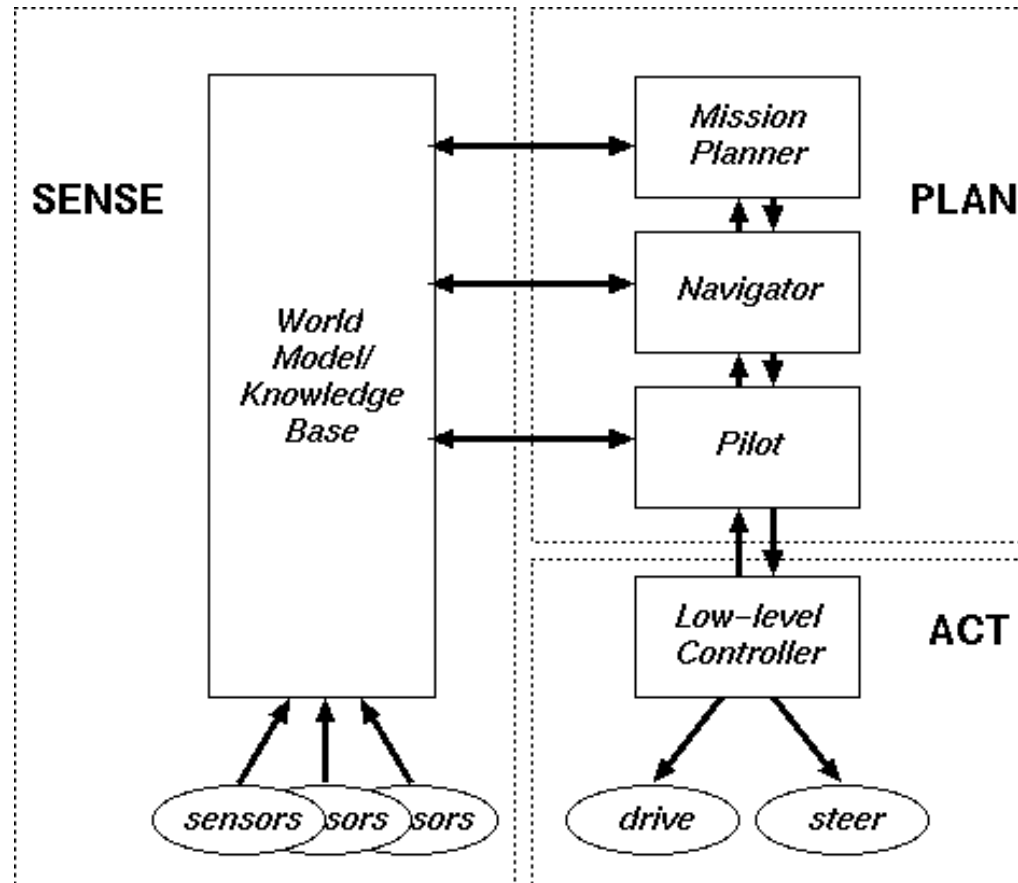 SENSE
World
Model/
Knowledge
Base
sensors
sors
sors
Mission
Planner
PLAN
Navigator
Pilot
Low-level
Controller
ACT
drive
steer